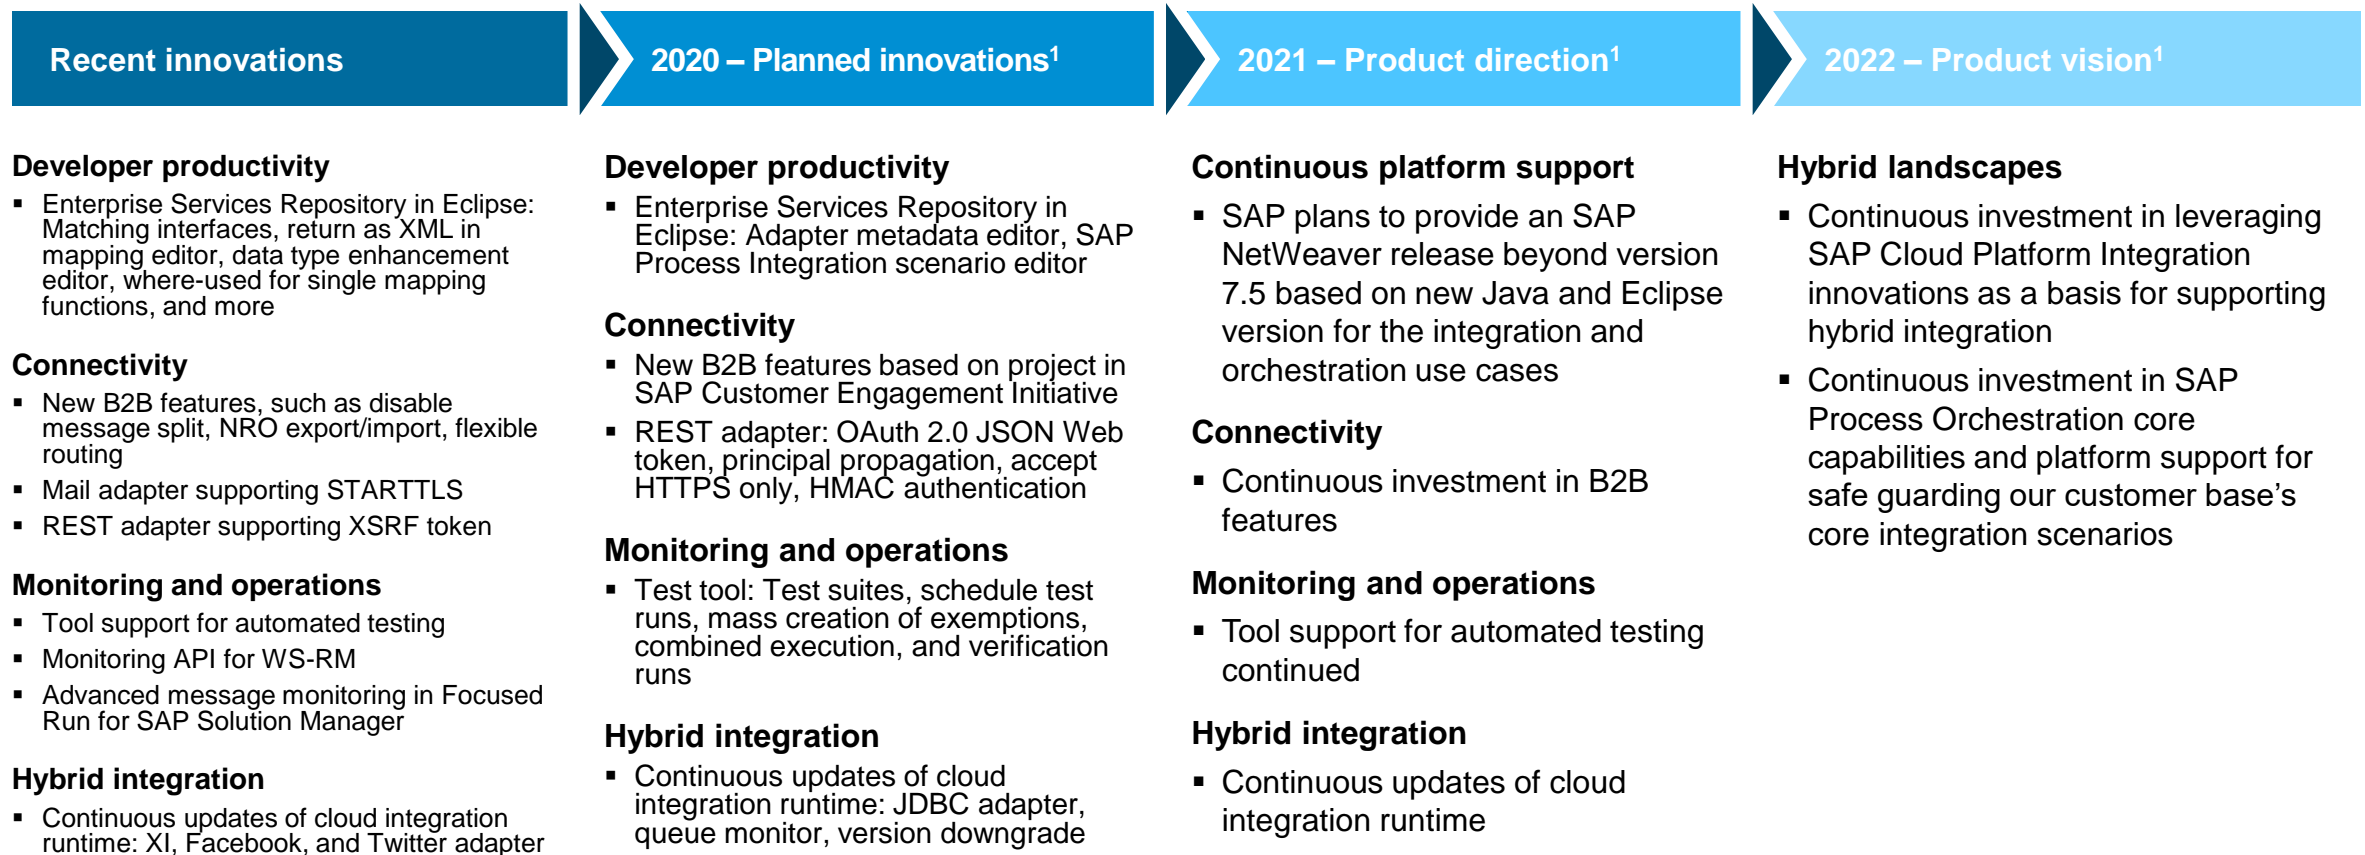 Recent innovations
Developer productivity
▪ Enterprise Services Repository in Eclipse:
Matching interfaces, return as XML in
mapping editor, data type enhancement
editor, where-used for single mapping
functions, and more
Connectivity
▪ New B2B features, such as disable
message split, NRO export/import, flexible
routing
▪ Mail adapter supporting STARTTLS
▪ REST adapter supporting XSRF token
Monitoring and operations
▪ Tool support for automated testing
▪ Monitoring API for WS-RM
▪ Advanced message monitoring in Focused
Run for SAP Solution Manager
Hybrid integration
▪ Continuous updates of cloud integration
runtime: XI, Facebook, and Twitter adapter
2020 – Planned innovations¹
Developer productivity
▪ Enterprise Services Repository in
Eclipse: Adapter metadata editor, SAP
Process Integration scenario editor
Connectivity
▪ New B2B features based on project in
SAP Customer Engagement Initiative
▪ REST adapter: OAuth 2.0 JSON Web
token, principal propagation, accept
HTTPS only, HMAC authentication
Monitoring and operations
▪ Test tool: Test suites, schedule test
runs, mass creation of exemptions,
combined execution, and verification
runs
Hybrid integration
▪ Continuous updates of cloud
integration runtime: JDBC adapter,
queue monitor, version downgrade
2021 – Product direction¹
Continuous platform support
▪ SAP plans to provide an SAP
NetWeaver release beyond version
7.5 based on new Java and Eclipse
version for the integration and
orchestration use cases
Connectivity
▪ Continuous investment in B2B
features
Monitoring and operations
▪ Tool support for automated testing
continued
Hybrid integration
▪ Continuous updates of cloud
integration runtime
2022 – Product vision¹
Hybrid landscapes
▪ Continuous investment in leveraging
SAP Cloud Platform Integration
innovations as a basis for supporting
hybrid integration
▪ Continuous investment in SAP
Process Orchestration core
capabilities and platform support for
safe guarding our customer base’s
core integration scenarios